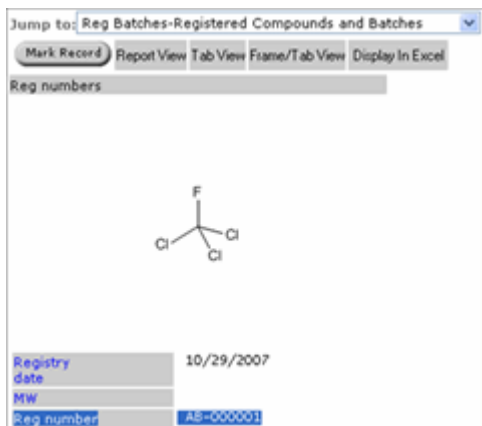 Jump to: Reg Batches-Registered Compounds and Batches
Mark Record Report View Tab View Frame/Tab View Display In Excel
Reg numbers
F
Cl Cl
Cl
Registry date 10/29/2007
MW
Reg number AB-000001